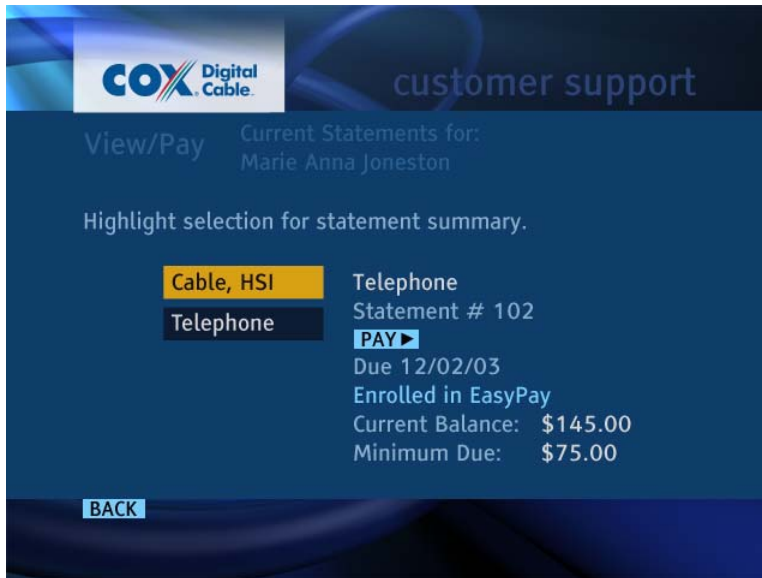 COX Digital Cable.
customer support
View/Pay
Current Statements for:
Marie Anna Joneston
Highlight selection for statement summary.
Cable, HSI
Telephone
Telephone
Statement # 102
PAY►
Due 12/02/03
Enrolled in EasyPay
Current Balance: $145.00
Minimum Due: $75.00
BACK